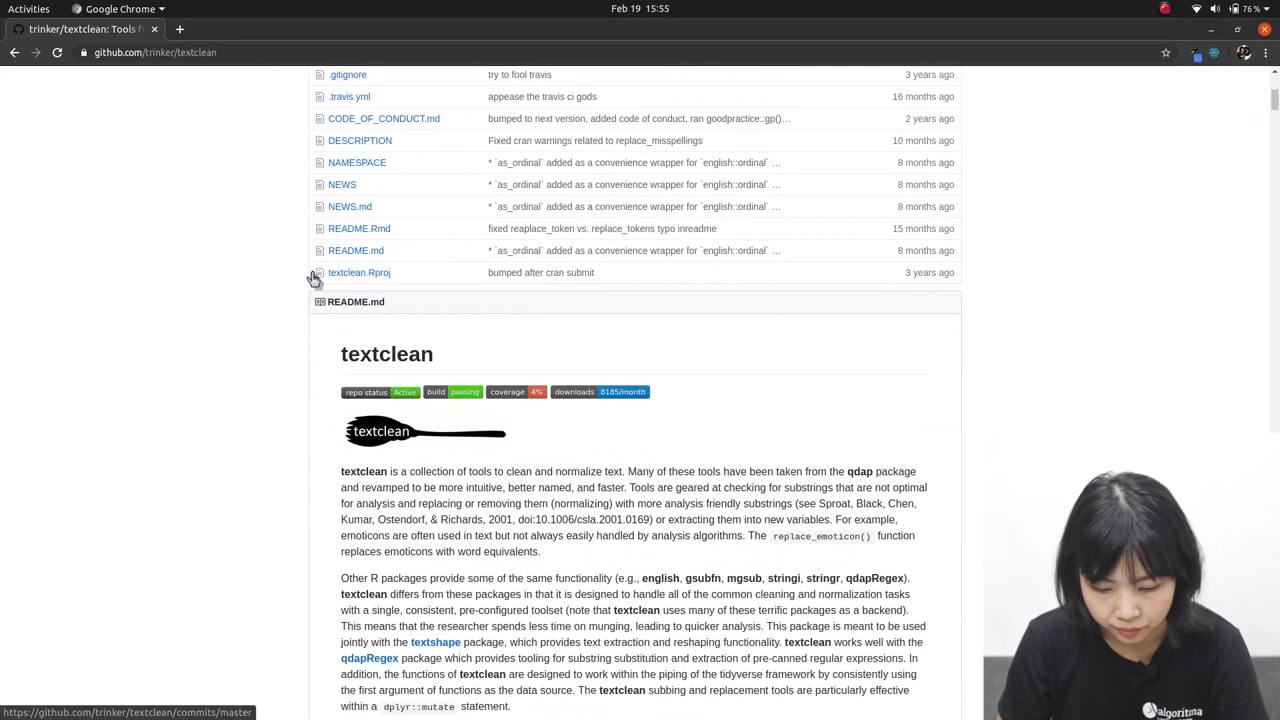 Activities Google Chrome Feb 19 15:55 76%
trinker/textclean: Tools f
github.com/trinker/textclean
.gitignore try to fool travis 3 years ago
.travis.yml appease the travis ci gods 16 months ago
CODE_OF_CONDUCT.md bumped to next version, added code of conduct, ran goodpractice::gp()… 2 years ago
DESCRIPTION Fixed cran warnings related to replace_misspellings 10 months ago
NAMESPACE * `as_ordinal` added as a convenience wrapper for `english::ordinal` … 8 months ago
NEWS * `as_ordinal` added as a convenience wrapper for `english::ordinal` … 8 months ago
NEWS.md * `as_ordinal` added as a convenience wrapper for `english::ordinal` … 8 months ago
README.Rmd fixed reaplace_token vs. replace_tokens typo inreadme 15 months ago
README.md * `as_ordinal` added as a convenience wrapper for `english::ordinal` … 8 months ago
textclean.Rproj bumped after cran submit 3 years ago
README.md
textclean
repo status Active build passing coverage 4% downloads 8185/month
textclean
textclean is a collection of tools to clean and normalize text. Many of these tools have been taken from the qdap package
and revamped to be more intuitive, better named, and faster. Tools are geared at checking for substrings that are not optimal
for analysis and replacing or removing them (normalizing) with more analysis friendly substrings (see Sproat, Black, Chen,
Kumar, Ostendorf, & Richards, 2001, doi:10.1006/csla.2001.0169) or extracting them into new variables. For example,
emoticons are often used in text but not always easily handled by analysis algorithms. The replace_emoticon() function
replaces emoticons with word equivalents.
Other R packages provide some of the same functionality (e.g., english, gsubfn, mgsub, stringi, stringr, qdapRegex).
textclean differs from these packages in that it is designed to handle all of the common cleaning and normalization tasks
with a single, consistent, pre-configured toolset (note that textclean uses many of these terrific packages as a backend).
This means that the researcher spends less time on munging, leading to quicker analysis. This package is meant to be used
jointly with the textshape package, which provides text extraction and reshaping functionality. textclean works well with the
qdapRegex package which provides tooling for substring substitution and extraction of pre-canned regular expressions. In
addition, the functions of textclean are designed to work within the piping of the tidyverse framework by consistently using
the first argument of functions as the data source. The textclean subbing and replacement tools are particularly effective
within a dplyr::mutate statement.
https://github.com/trinker/textclean/commits/master
algoritma